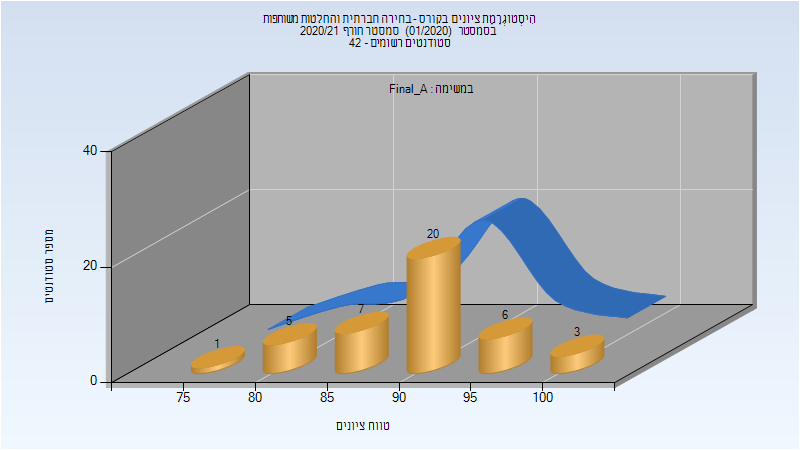 היסטוגרמת ציונים בקורס - בחירה חברתית והחלטות משותפות
בסמסטר (01/2020) סמסטר חורף 2020/21
סטודנטים רשומים - 42
במשימה : Final_A
40
20
0
מספר סטודנטים
1
5
7
20
6
3
75
80
85
90
95
100
טווח ציונים